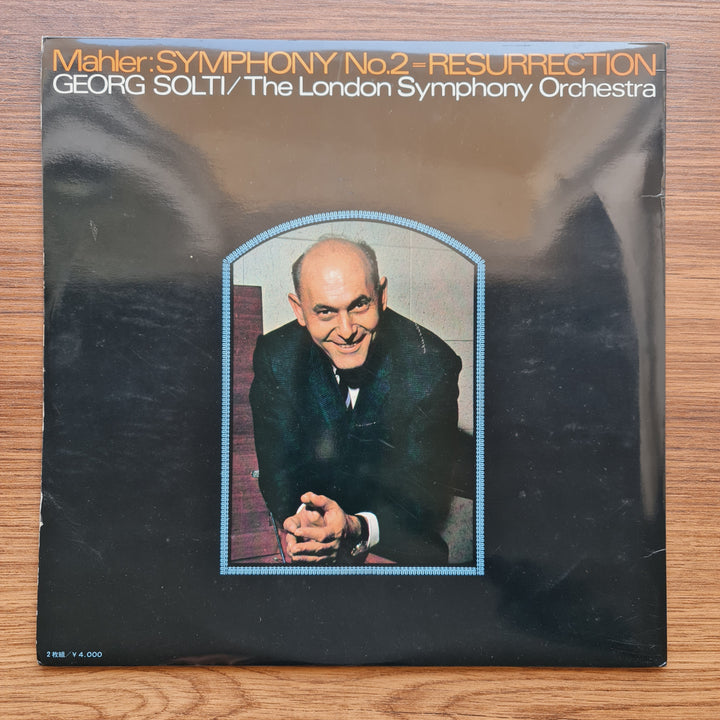 Mahler:SYMPHONY No.2=RESURRECTION
GEORG SOLTI/The London Symphony Orchestra
2枚組/¥4,000